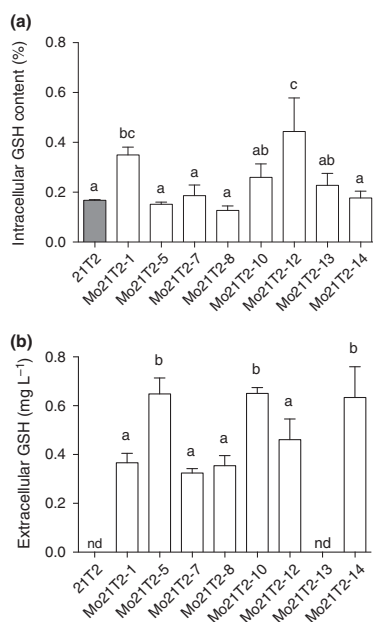 (a)
Intracellular GSH content (%)
0.8
0.6
0.4
0.2
0.0
a
bc
a
a
a
ab
c
ab
a
21T2
Mo21T2-1
Mo21T2-5
Mo21T2-7
Mo21T2-8
Mo21T2-10
Mo21T2-12
Mo21T2-13
Mo21T2-14
(b)
Extracellular GSH (mg L⁻¹)
0.8
0.6
0.4
0.2
0.0
nd
a
b
a
a
b
a
nd
b
21T2
Mo21T2-1
Mo21T2-5
Mo21T2-7
Mo21T2-8
Mo21T2-10
Mo21T2-12
Mo21T2-13
Mo21T2-14